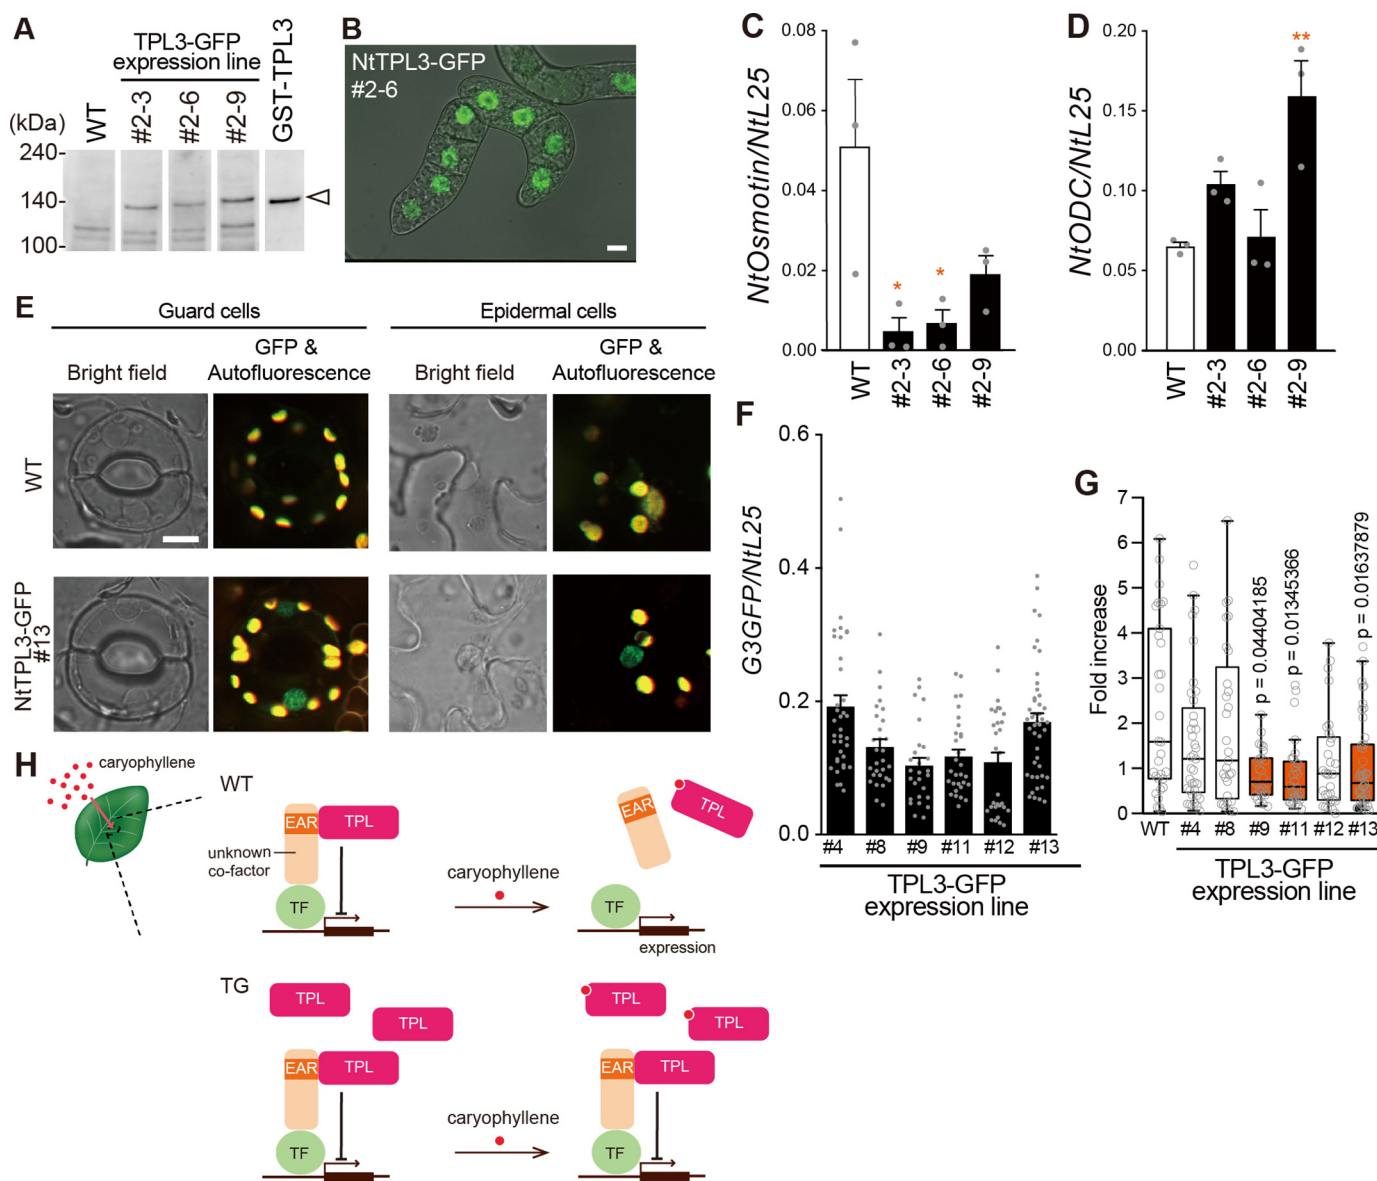 A
TPL3-GFP
expression line
(kDa)
WT
#2-3
#2-6
#2-9
GST-TPL3
240-
140-
100-
B
NtTPL3-GFP
#2-6
C
NtOsmotin/NtL25
0.08
0.06
0.04
0.02
0.00
*
*
WT
#2-3
#2-6
#2-9
D
NtODC/NtL25
0.20
0.15
0.10
0.05
0.00
**
WT
#2-3
#2-6
#2-9
E
Guard cells
Epidermal cells
Bright field
GFP &
Autofluorescence
Bright field
GFP &
Autofluorescence
WT
NtTPL3-GFP
#13
F
G3GFP/NtL25
0.6
0.4
0.2
0.0
#4
#8
#9
#11
#12
#13
TPL3-GFP
expression line
G
Fold increase
7
6
5
4
3
2
1
0
p = 0.04404185
p = 0.01345366
p = 0.01637879
WT
#4
#8
#9
#11
#12
#13
TPL3-GFP
expression line
H
caryophyllene
WT
EAR
TPL
unknown
co-factor
TF
caryophyllene
EAR
TPL
TF
expression
TG
TPL
TPL
EAR
TPL
TF
caryophyllene
TPL
TPL
EAR
TPL
TF